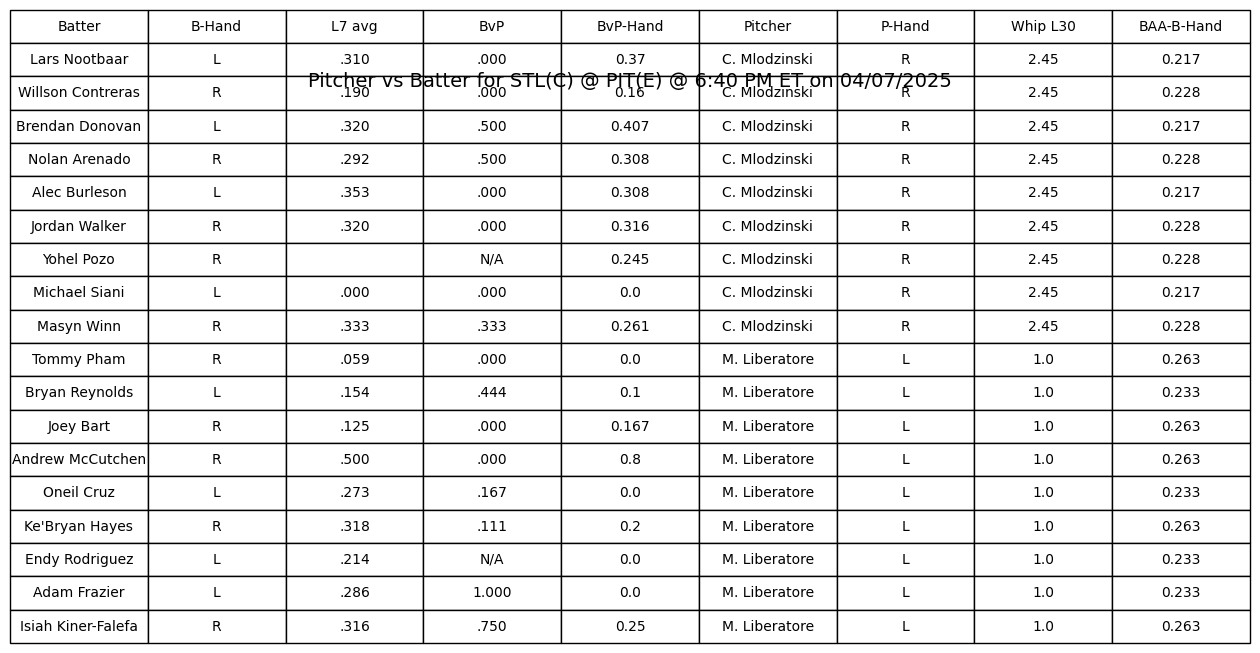 Batter B-Hand L7 avg BvP BvP-Hand Pitcher P-Hand Whip L30 BAA-B-Hand
Lars Nootbaar L .310 .000 0.37 C. Mlodzinski R 2.45 0.217
Pitcher vs Batter for STL(C) @ PIT(E) @ 6:40 PM ET on 04/07/2025
Willson Contreras R .190 .000 0.16 C. Mlodzinski R 2.45 0.228
Brendan Donovan L .320 .500 0.407 C. Mlodzinski R 2.45 0.217
Nolan Arenado R .292 .500 0.308 C. Mlodzinski R 2.45 0.228
Alec Burleson L .353 .000 0.308 C. Mlodzinski R 2.45 0.217
Jordan Walker R .320 .000 0.316 C. Mlodzinski R 2.45 0.228
Yohel Pozo R N/A 0.245 C. Mlodzinski R 2.45 0.228
Michael Siani L .000 .000 0.0 C. Mlodzinski R 2.45 0.217
Masyn Winn R .333 .333 0.261 C. Mlodzinski R 2.45 0.228
Tommy Pham R .059 .000 0.0 M. Liberatore L 1.0 0.263
Bryan Reynolds L .154 .444 0.1 M. Liberatore L 1.0 0.233
Joey Bart R .125 .000 0.167 M. Liberatore L 1.0 0.263
Andrew McCutchen R .500 .000 0.8 M. Liberatore L 1.0 0.263
Oneil Cruz L .273 .167 0.0 M. Liberatore L 1.0 0.233
Ke'Bryan Hayes R .318 .111 0.2 M. Liberatore L 1.0 0.263
Endy Rodriguez L .214 N/A 0.0 M. Liberatore L 1.0 0.233
Adam Frazier L .286 1.000 0.0 M. Liberatore L 1.0 0.233
Isiah Kiner-Falefa R .316 .750 0.25 M. Liberatore L 1.0 0.263